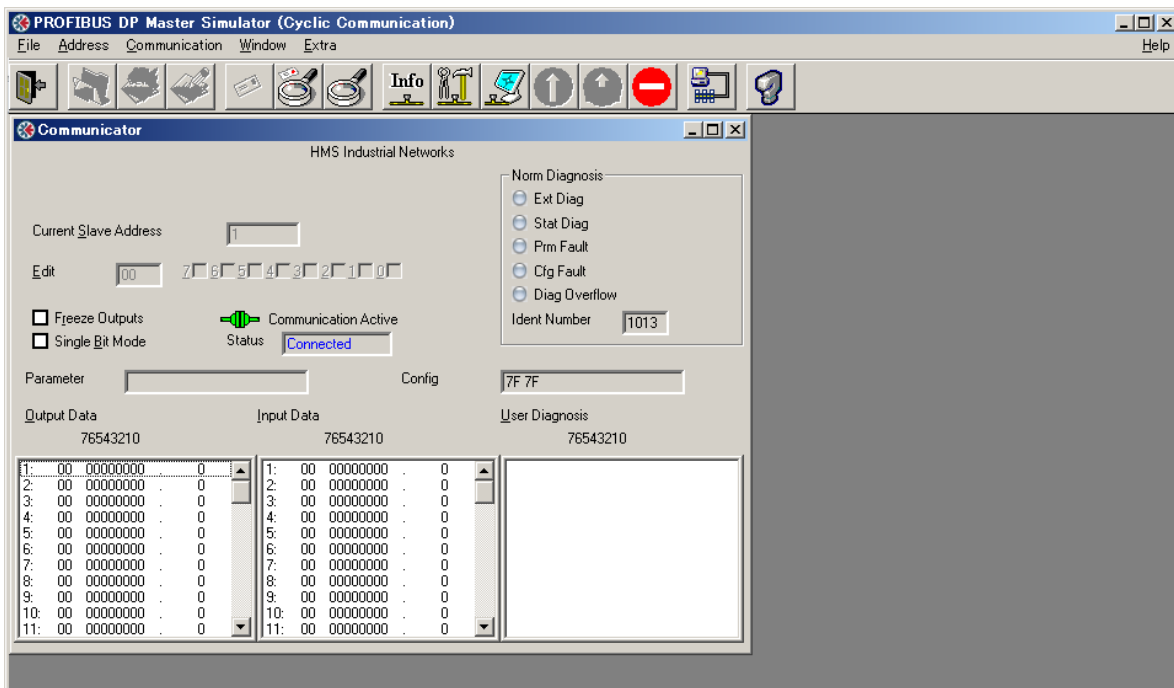 PROFIBUS DP Master Simulator (Cyclic Communication)
File Address Communication Window Extra Help
Info
Communicator
HMS Industrial Networks
Norm Diagnosis
Ext Diag
Stat Diag
Prm Fault
Cfg Fault
Diag Overflow
Ident Number 1013
Current Slave Address 1
Edit 00 7 6 5 4 3 2 1 0
Freeze Outputs
Single Bit Mode
Communication Active
Status Connected
Parameter
Config 7F 7F
Output Data
76543210
1: 00 00000000 . 0
2: 00 00000000 . 0
3: 00 00000000 . 0
4: 00 00000000 . 0
5: 00 00000000 . 0
6: 00 00000000 . 0
7: 00 00000000 . 0
8: 00 00000000 . 0
9: 00 00000000 . 0
10: 00 00000000 . 0
11: 00 00000000 . 0
Input Data
76543210
1: 00 00000000 . 0
2: 00 00000000 . 0
3: 00 00000000 . 0
4: 00 00000000 . 0
5: 00 00000000 . 0
6: 00 00000000 . 0
7: 00 00000000 . 0
8: 00 00000000 . 0
9: 00 00000000 . 0
10: 00 00000000 . 0
11: 00 00000000 . 0
User Diagnosis
76543210